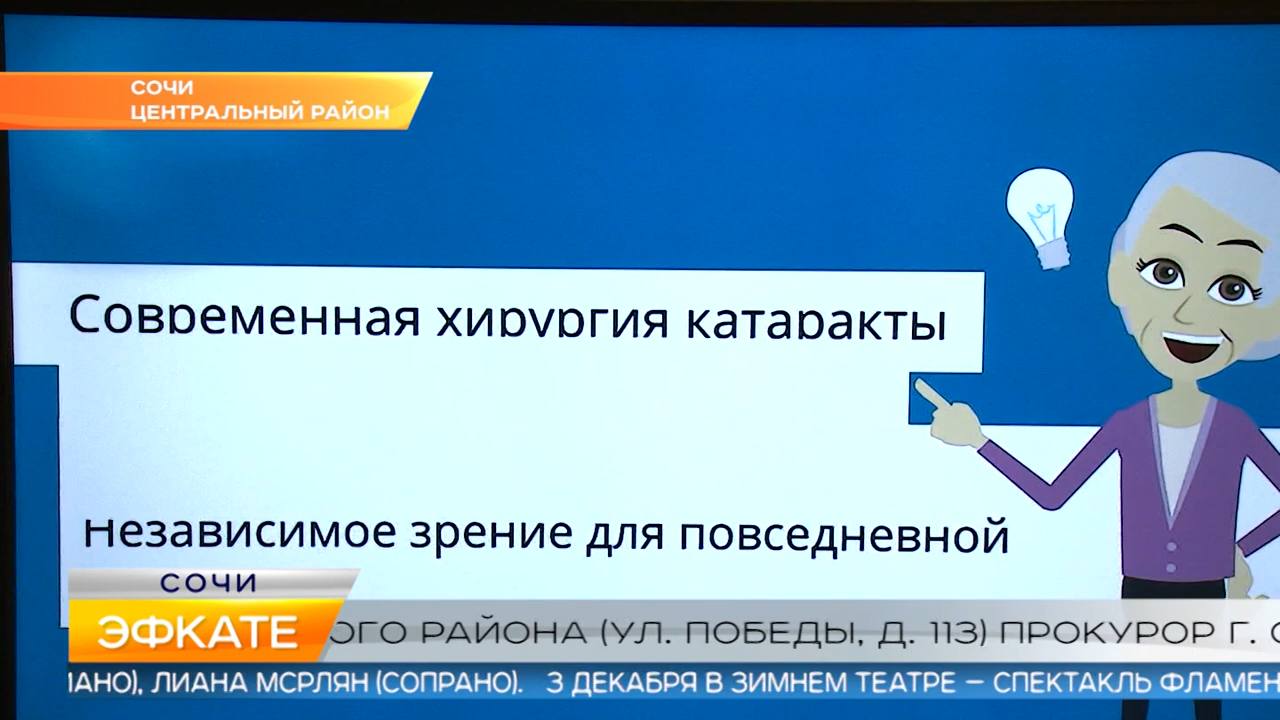 СОЧИ
ЦЕНТРАЛЬНЫЙ РАЙОН
Современная хирургия катаракты
Независимое зрение для повседневной
СОЧИ
ЭФКАТЕ
ОГО РАЙОНА (УЛ. ПОБЕДЫ, Д. 113) ПРОКУРОР Г. С
ИАНО), ЛИАНА МСРЛЯН (СОПРАНО). 3 ДЕКАБРЯ В ЗИМНЕМ ТЕАТРЕ – СПЕКТАКЛЬ ФЛАМЕН